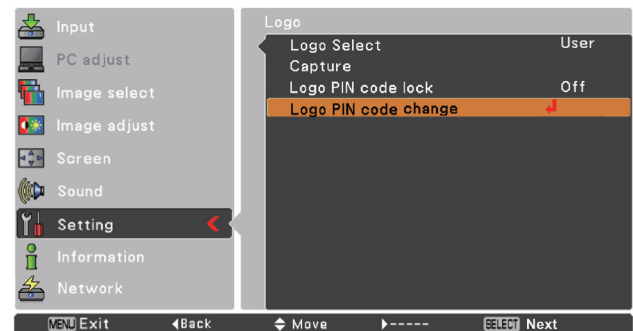 Input
PC adjust
Image select
Image adjust
Screen
Sound
Setting
Information
Network
Logo
Logo Select User
Capture
Logo PIN code lock Off
Logo PIN code change
MENU Exit ◀Back Move ▶----- SELECT Next